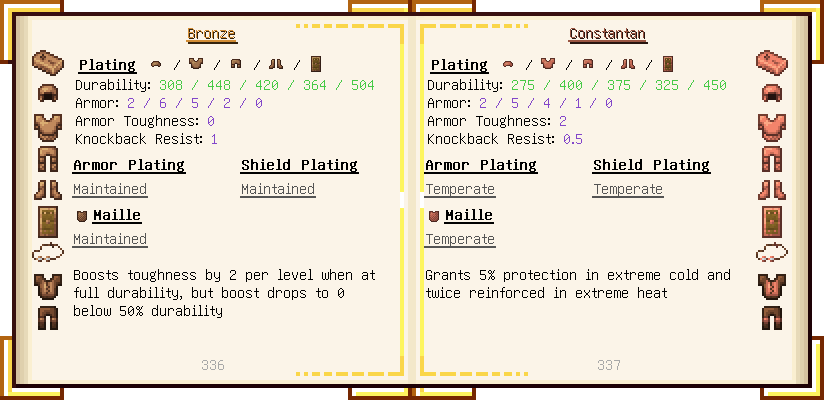 Bronze
Plating / / / /
Durability: 308 / 448 / 420 / 364 / 504
Armor: 2 / 6 / 5 / 2 / 0
Armor Toughness: 0
Knockback Resist: 1
Armor Plating Shield Plating
Maintained Maintained
Maille
Maintained
Boosts toughness by 2 per level when at
full durability, but boost drops to 0
below 50% durability
336
Constantan
Plating / / / /
Durability: 275 / 400 / 375 / 325 / 450
Armor: 2 / 5 / 4 / 1 / 0
Armor Toughness: 2
Knockback Resist: 0.5
Armor Plating Shield Plating
Temperate Temperate
Maille
Temperate
Grants 5% protection in extreme cold and
twice reinforced in extreme heat
337